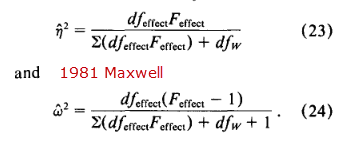 η̂² = df_effect F_effect / Σ(df_effect F_effect) + df_W (23)
and 1981 Maxwell
ω̂² = df_effect(F_effect − 1) / Σ(df_effect F_effect) + df_W + 1 . (24)